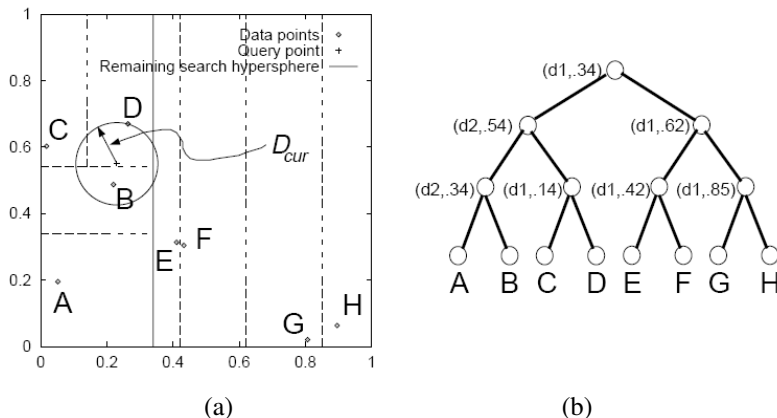 1
0.8
0.6
0.4
0.2
0
0
0.2
0.4
0.6
0.8
1
Data points
Query point
Remaining search hypersphere
C
D
D_cur
B
E
F
A
G
H
(a)
(d1,.34)
(d2,.54)
(d1,.62)
(d2,.34)
(d1,.14)
(d1,.42)
(d1,.85)
A B C D E F G H
(b)